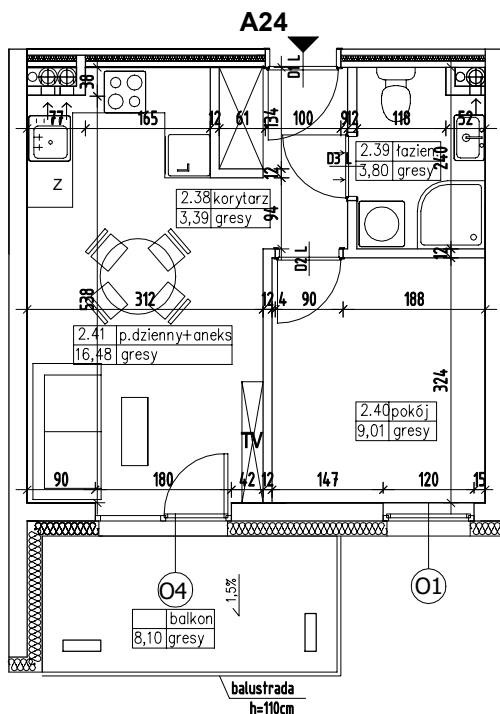 A24
D1 L
38
77
165
12
61
134
100
912
118
52
D3 L
2.39 łazien
3,80 gresy
240
Z
L
12
2.38 korytarz
3,39 gresy
94
D2 L
12
538
312
12
4
90
188
2.41 p.dzienny+aneks
16,48 gresy
324
2.40 pokój
9,01 gresy
TV
90
180
42
12
147
120
15
O4
O1
1.5%
balkon
8,10 gresy
balustrada
h=110cm